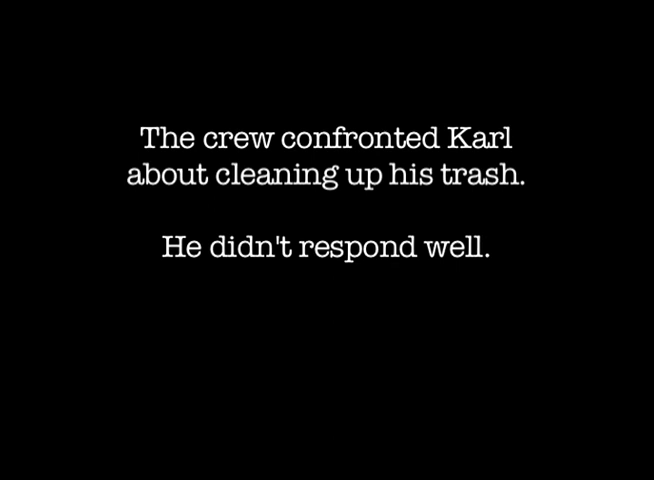 The crew confronted Karl
about cleaning up his trash.
He didn't respond well.